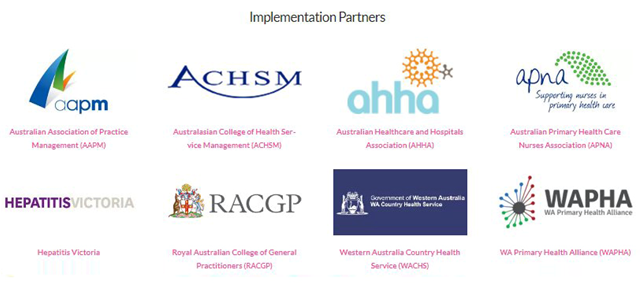 Implementation Partners
aapm
ACHSM
ahha
apna
Supporting nurses in
primary health care
Australian Association of Practice
Management (AAPM)
Australasian College of Health Ser-
vice Management (ACHSM)
Australian Healthcare and Hospitals
Association (AHHA)
Australian Primary Health Care
Nurses Association (APNA)
HEPATITISVICTORIA
RACGP
Government of Western Australia
WA Country Health Service
WAPHA
WA Primary Health Alliance
Hepatitis Victoria
Royal Australian College of General
Practitioners (RACGP)
Western Australia Country Health
Service (WACHS)
WA Primary Health Alliance (WAPHA)